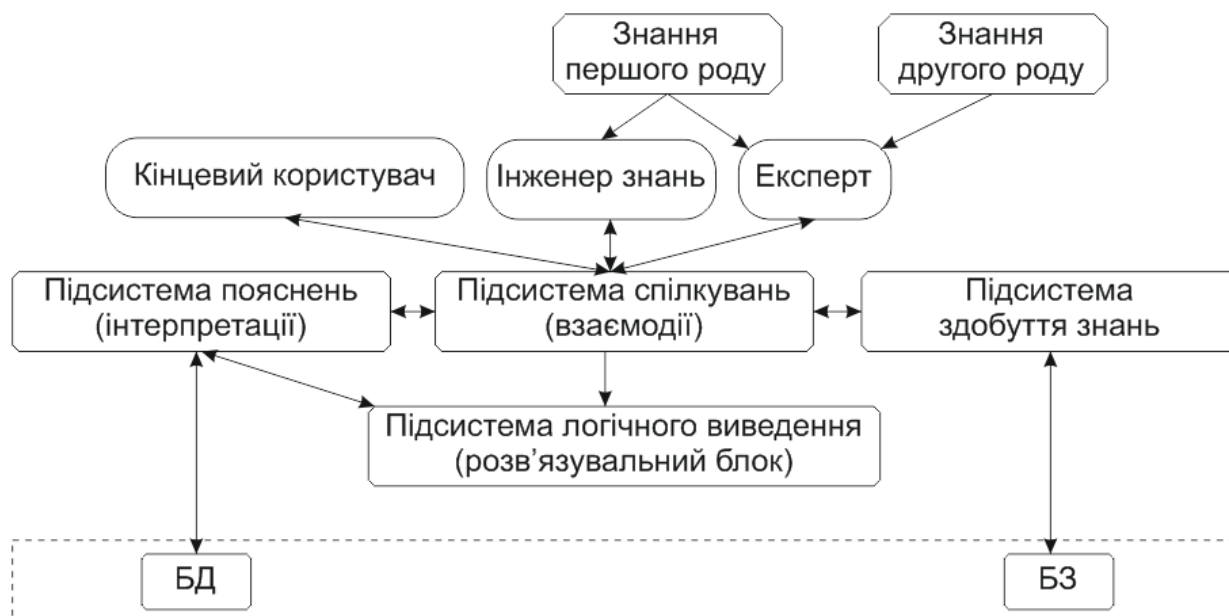 Знання
першого роду
Знання
другого роду
Кінцевий користувач
Інженер знань
Експерт
Підсистема пояснень
(інтерпретації)
Підсистема спілкувань
(взаємодії)
Підсистема
здобуття знань
Підсистема логічного виведення
(розв'язувальний блок)
БД
БЗ